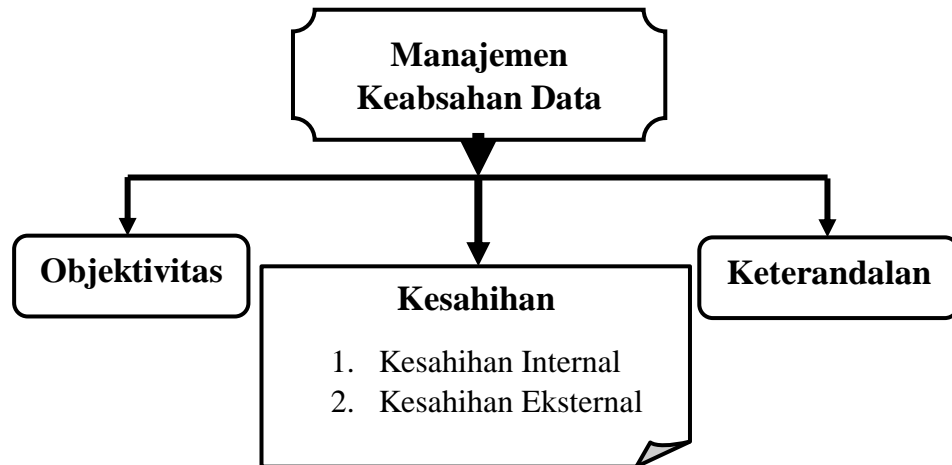 Manajemen
Keabsahan Data
Objektivitas
Kesahihan
1. Kesahihan Internal
2. Kesahihan Eksternal
Keterandalan